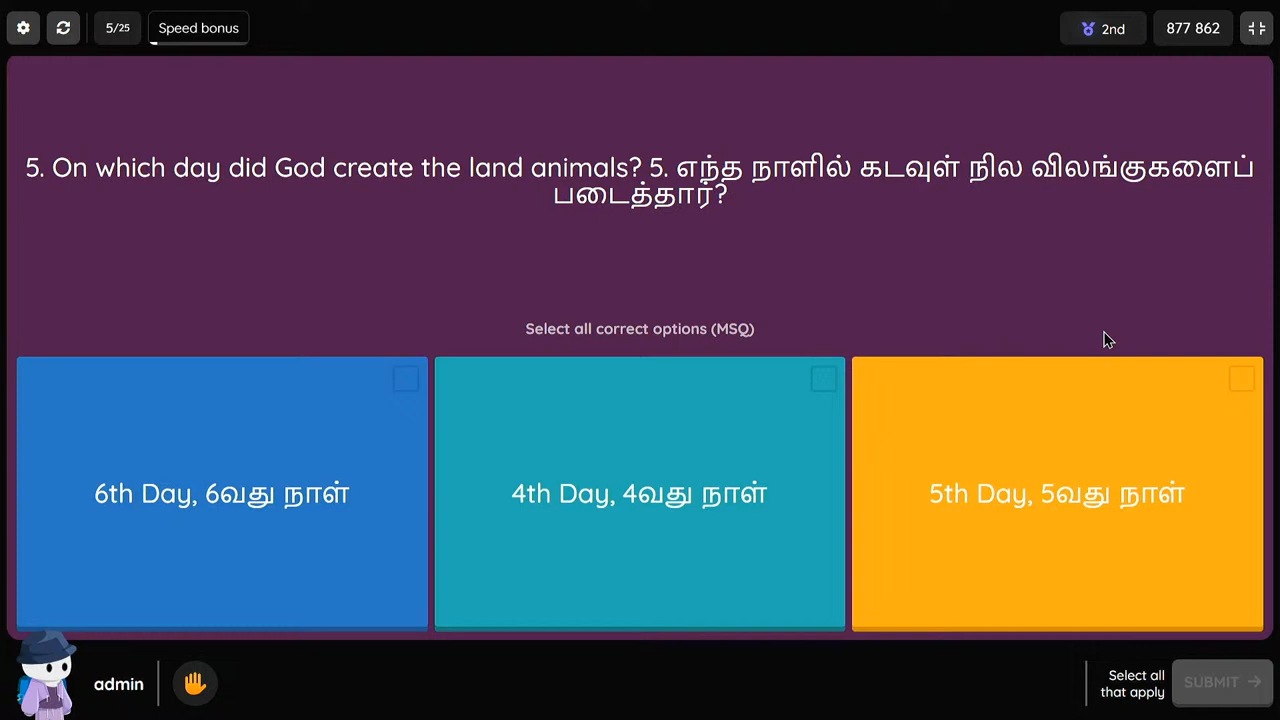 5/25
Speed bonus
2nd
877 862
5. On which day did God create the land animals? 5. எந்த நாளில் கடவுள் நில விலங்குகளைப்
படைத்தார்?
Select all correct options (MSQ)
6th Day, 6வது நாள்
4th Day, 4வது நாள்
5th Day, 5வது நாள்
admin
Select all
that apply
SUBMIT